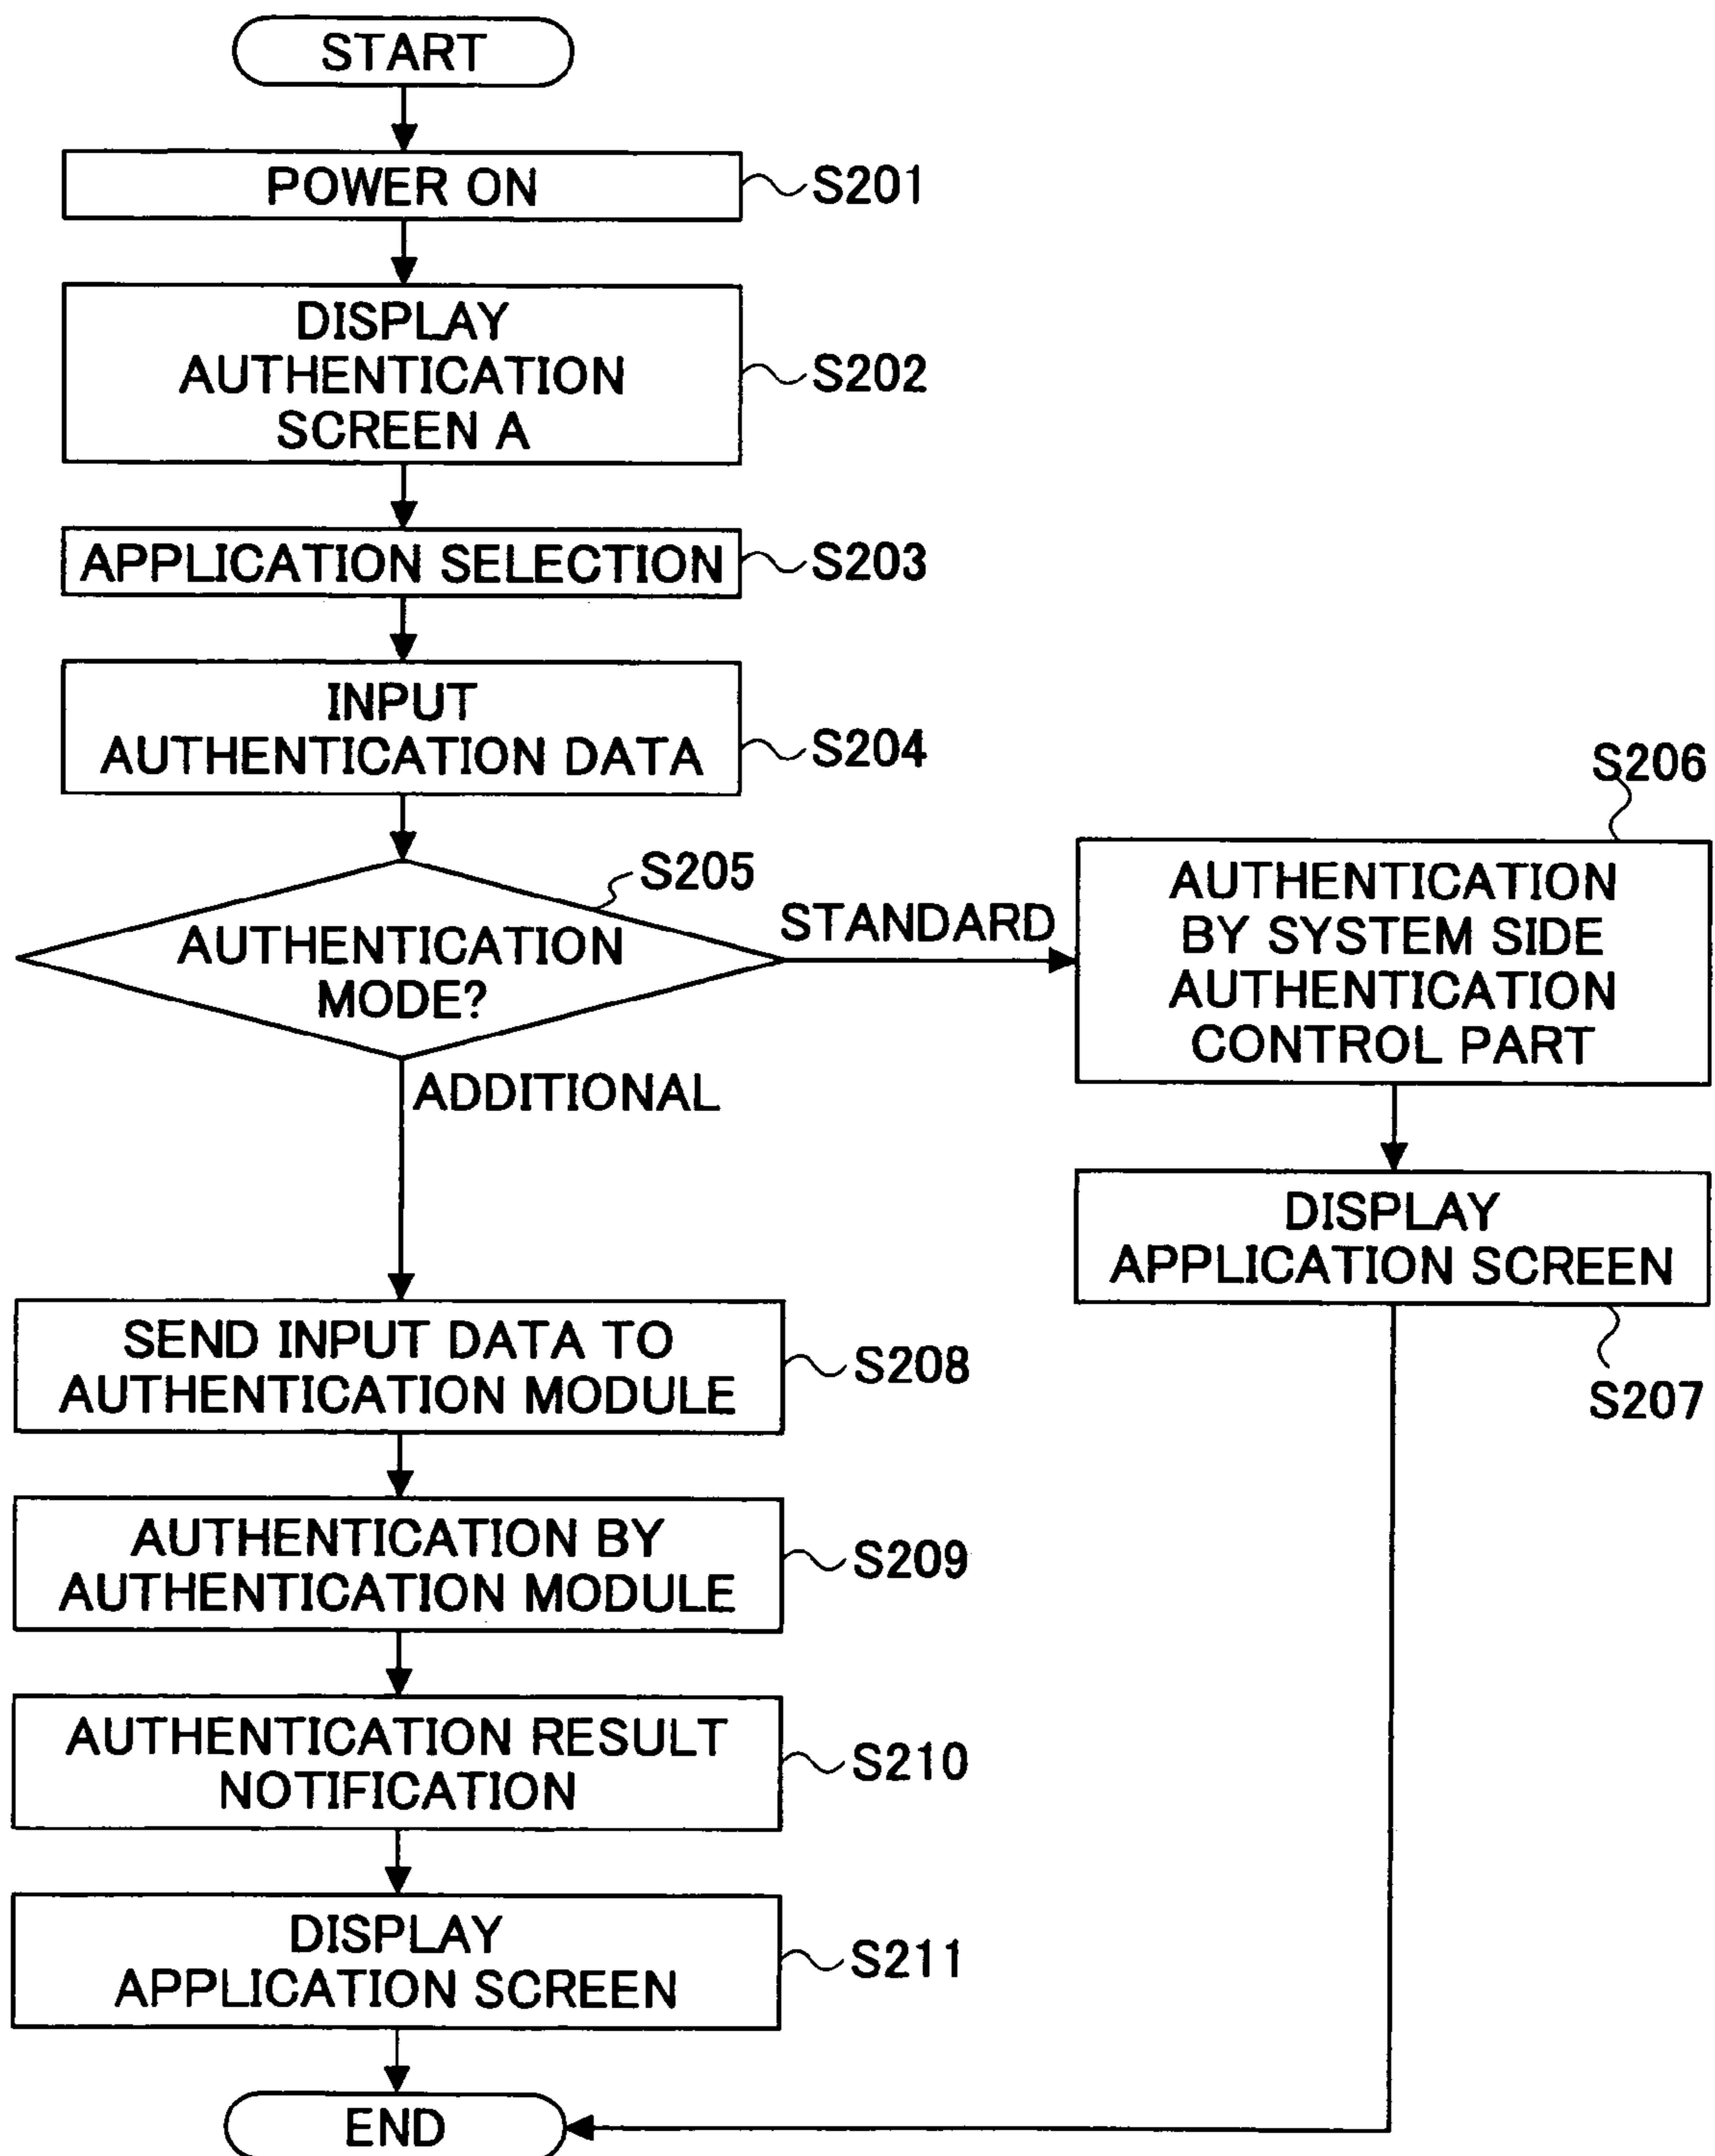 START
POWER ON
S201
DISPLAY
AUTHENTICATION
SCREEN A
S202
APPLICATION SELECTION
S203
INPUT
AUTHENTICATION DATA
S204
AUTHENTICATION
MODE?
S205
STANDARD
ADDITIONAL
S206
AUTHENTICATION
BY SYSTEM SIDE
AUTHENTICATION
CONTROL PART
DISPLAY
APPLICATION SCREEN
S207
SEND INPUT DATA TO
AUTHENTICATION MODULE
S208
AUTHENTICATION BY
AUTHENTICATION MODULE
S209
AUTHENTICATION RESULT
NOTIFICATION
S210
DISPLAY
APPLICATION SCREEN
S211
END